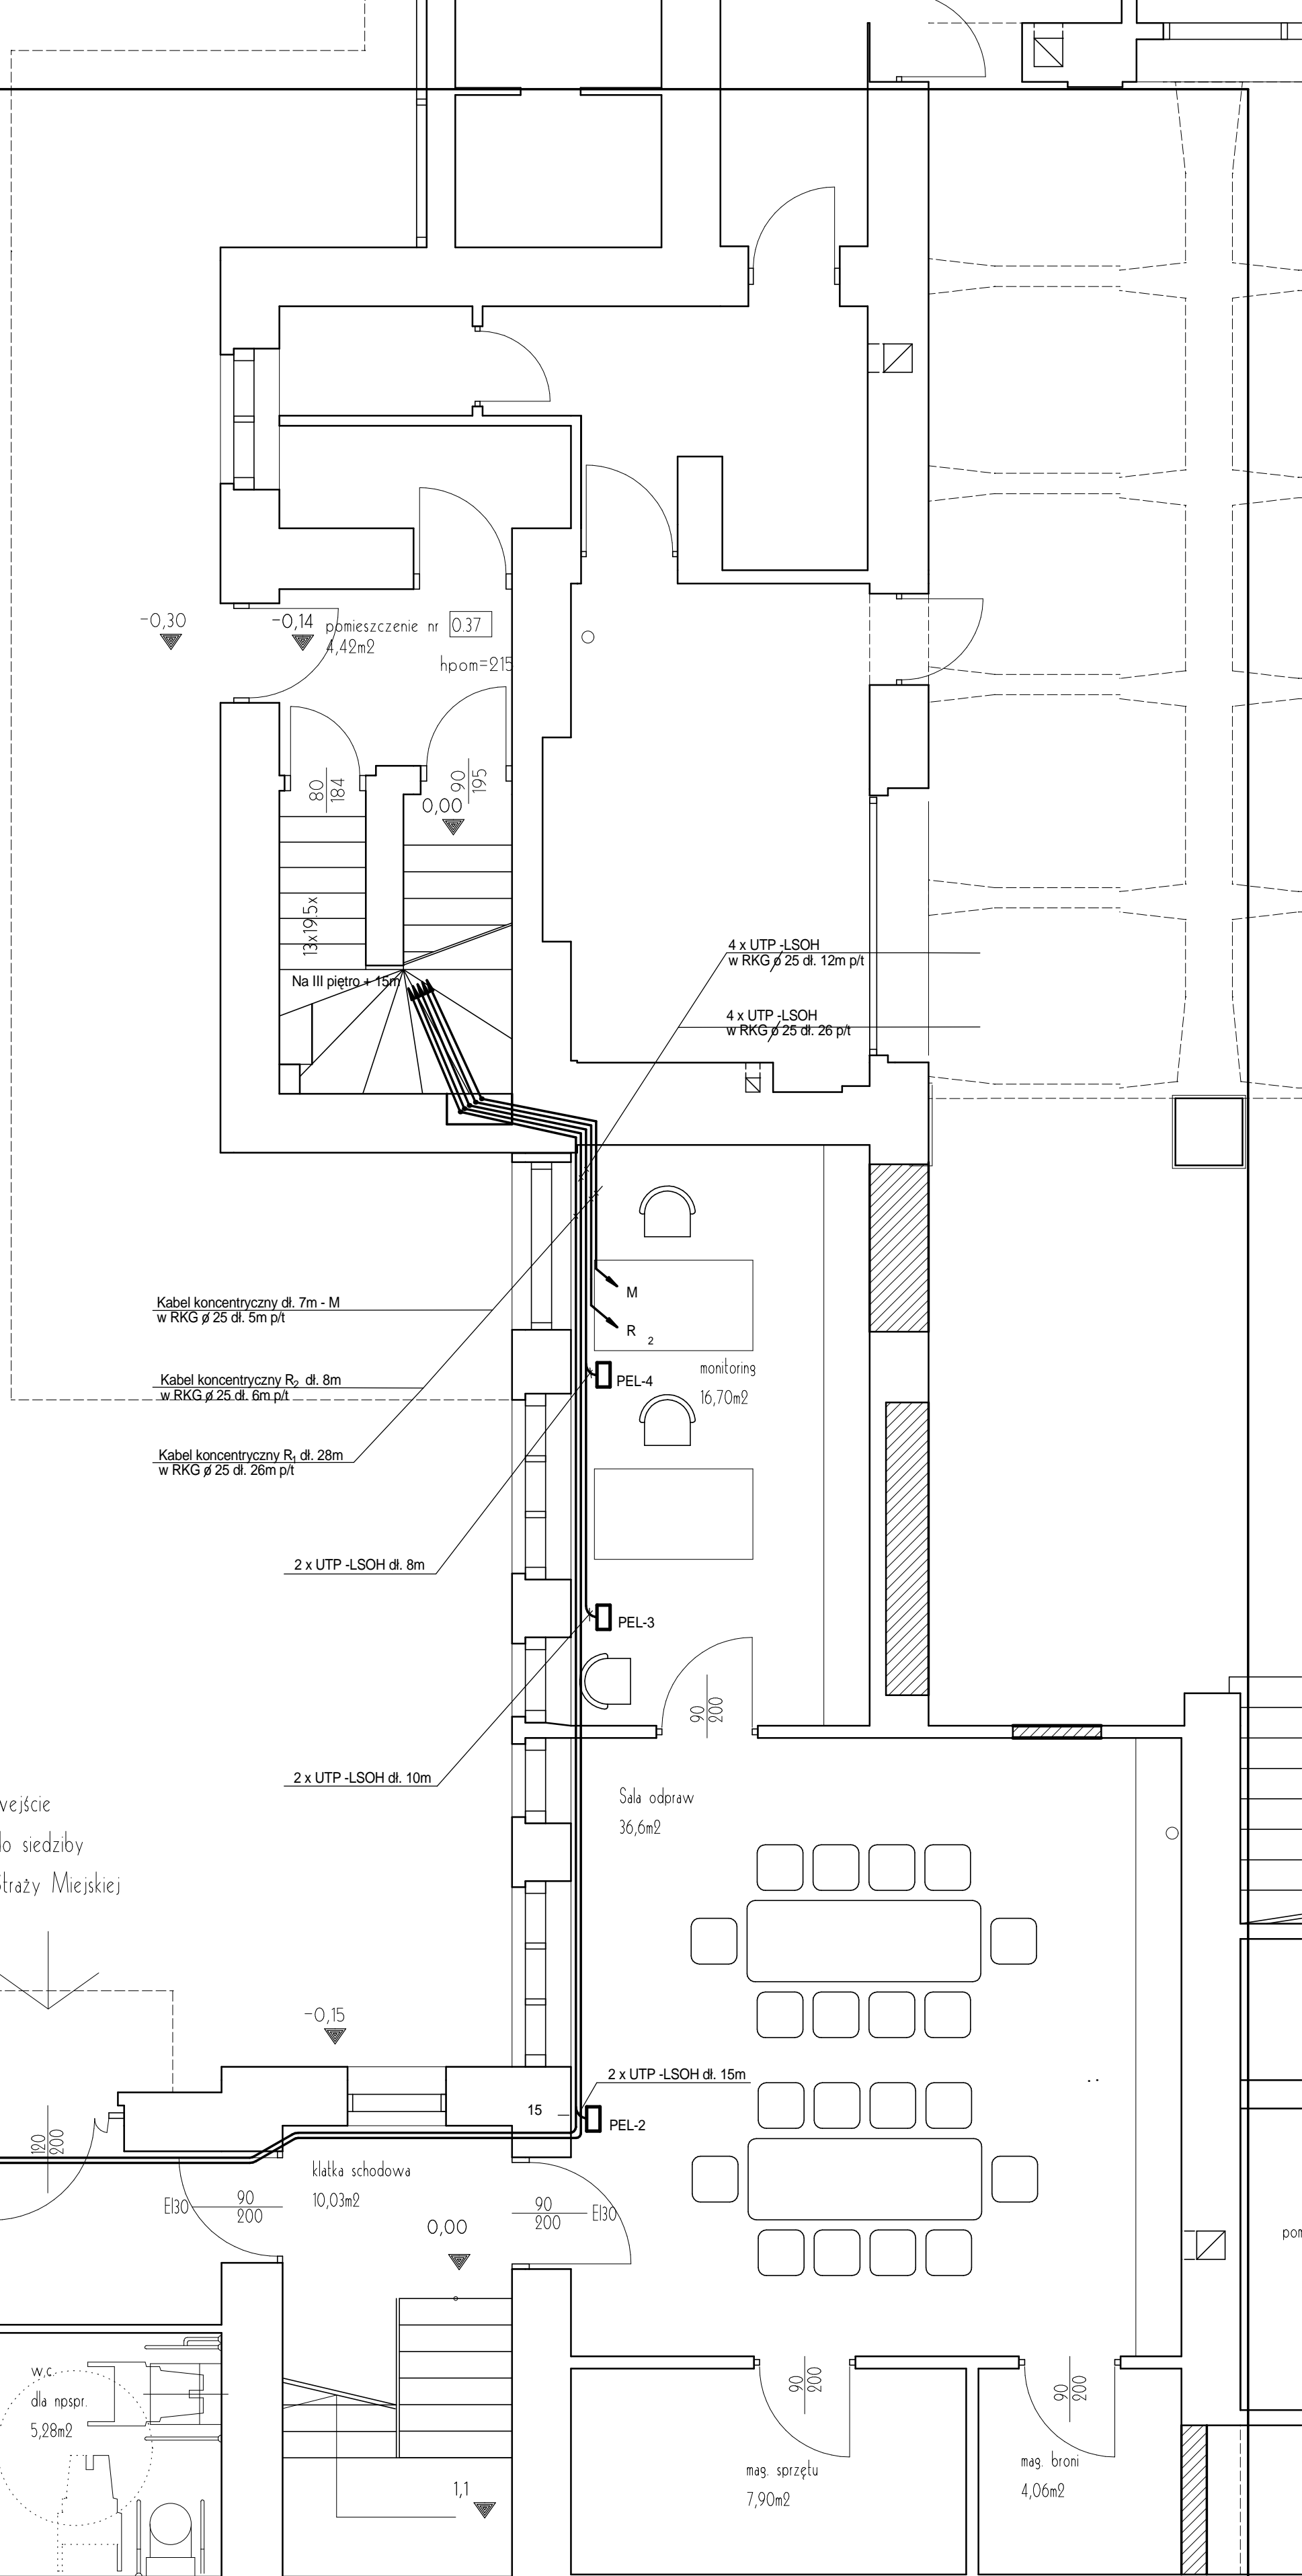 -0,30
-0,14
pomieszczenie nr 0.37
4,42m2
hpom=215
80
184
90
195
0,00
13x19.5x
4 x UTP -LSOH
w RKG ø 25 dł. 12m p/t
Na III piętro + 15m
4 x UTP -LSOH
w RKG ø 25 dł. 26 p/t
M
R 2
Kabel koncentryczny dł. 7m - M
w RKG ø 25 dł. 5m p/t
monitoring
16,70m2
PEL-4
Kabel koncentryczny R2 dł. 8m
w RKG ø 25 dł. 6m p/t
Kabel koncentryczny R1 dł. 28m
w RKG ø 25 dł. 26m p/t
2 x UTP -LSOH dł. 8m
PEL-3
90
200
2 x UTP -LSOH dł. 10m
Sala odpraw
36,6m2
wejście
do siedziby
Straży Miejskiej
-0,15
2 x UTP -LSOH dł. 15m
15
PEL-2
120
200
klatka schodowa
10,03m2
EI30
90
200
90
200
EI30
0,00
pom
w.c.
dla npspr.
5,28m2
90
200
90
200
mag. sprzętu
7,90m2
mag. broni
4,06m2
1,1